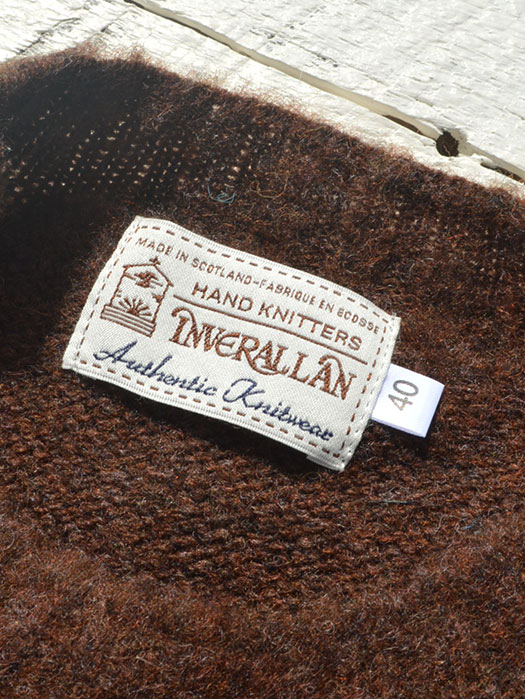 MADE IN SCOTLAND-FABRIQUE EN ECOSSE
HAND KNITTERS
INVERALLAN
Authentic Knitwear
40